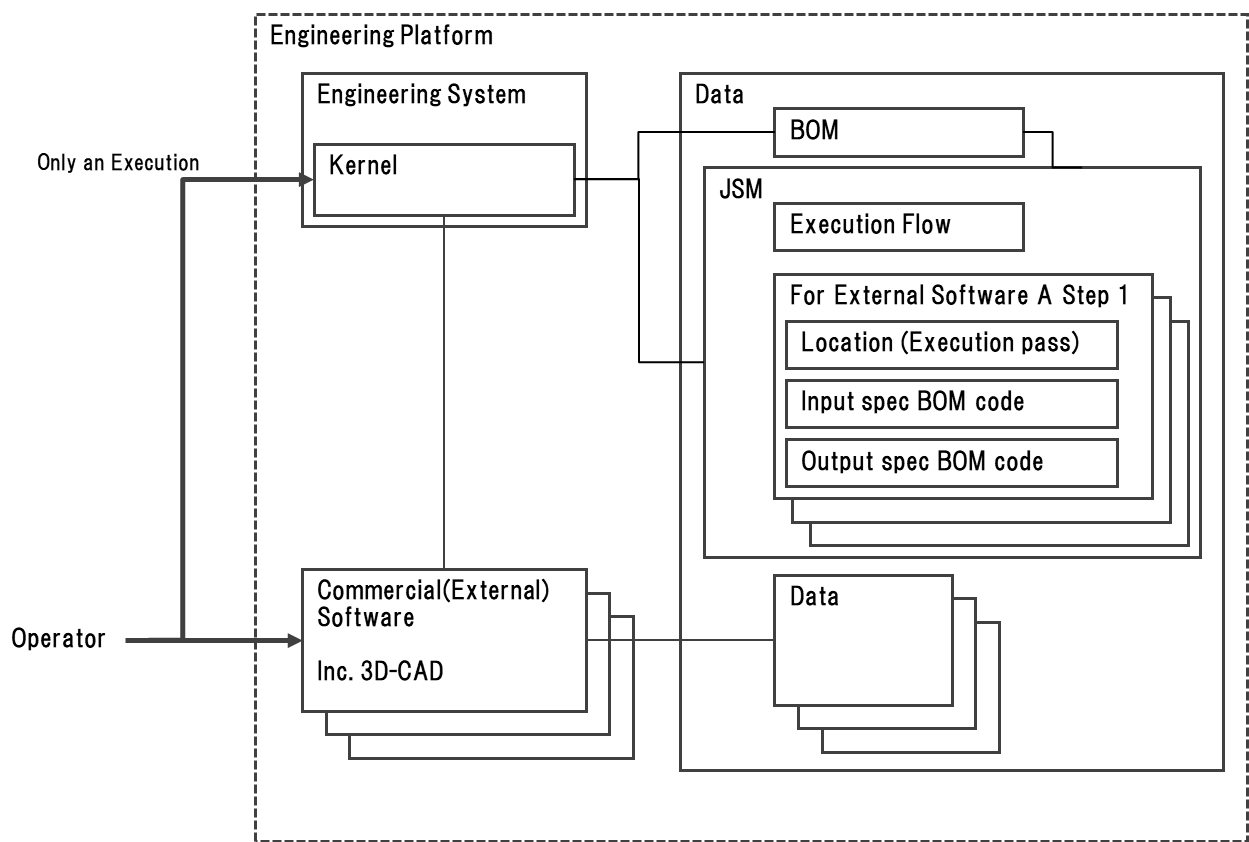 Engineering Platform
Engineering System
Kernel
Only an Execution
Data
BOM
JSM
Execution Flow
For External Software A Step 1
Location (Execution pass)
Input spec BOM code
Output spec BOM code
Operator
Commercial(External)
Software
Inc. 3D-CAD
Data